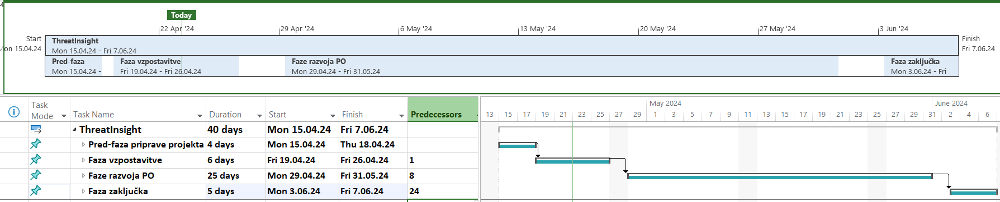 Today
22 Apr '24 29 Apr '24 6 May '24 13 May '24 20 May '24 27 May '24 3 Jun '24
Start
Mon 15.04.24
ThreatInsight
Mon 15.04.24 - Fri 7.06.24
Finish
Fri 7.06.24
Pred-faza
Mon 15.04.24 -
Faza vzpostavitve
Fri 19.04.24 - Fri 26.04.24
Faze razvoja PO
Mon 29.04.24 - Fri 31.05.24
Faza zaključka
Mon 3.06.24 - Fri
Task Mode Task Name Duration Start Finish Predecessors
May 2024 June 2024
13 15 17 19 21 23 25 27 29 1 3 5 7 9 11 13 15 17 19 21 23 25 27 29 31 2 4 6
ThreatInsight 40 days Mon 15.04.24 Fri 7.06.24
Pred-faza priprave projekta 4 days Mon 15.04.24 Thu 18.04.24
Faza vzpostavitve 6 days Fri 19.04.24 Fri 26.04.24 1
Faze razvoja PO 25 days Mon 29.04.24 Fri 31.05.24 8
Faza zaključka 5 days Mon 3.06.24 Fri 7.06.24 24